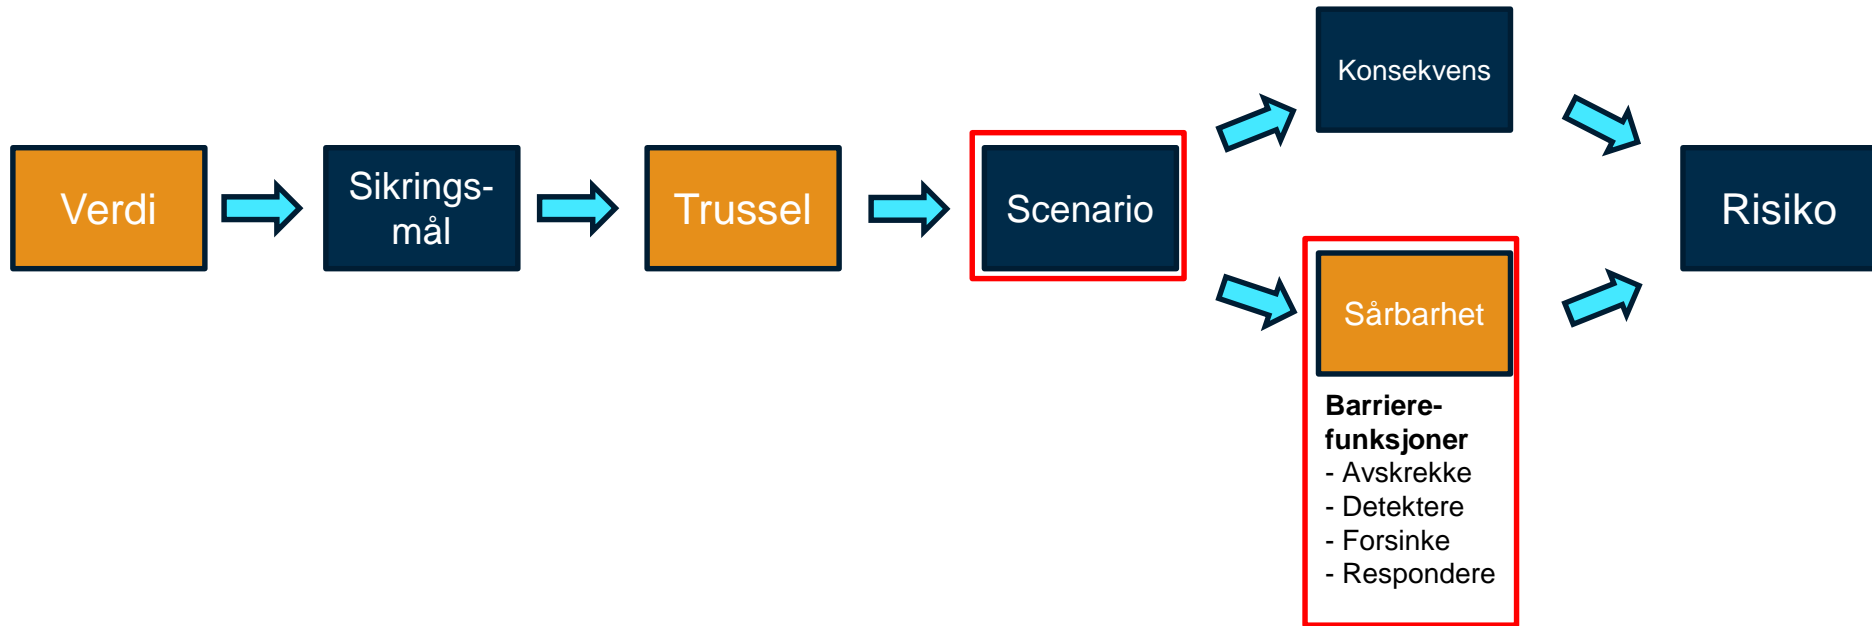 Verdi
Sikrings-
mål
Trussel
Scenario
Konsekvens
Sårbarhet
Barriere-
funksjoner
- Avskrekke
- Detektere
- Forsinke
- Respondere
Risiko